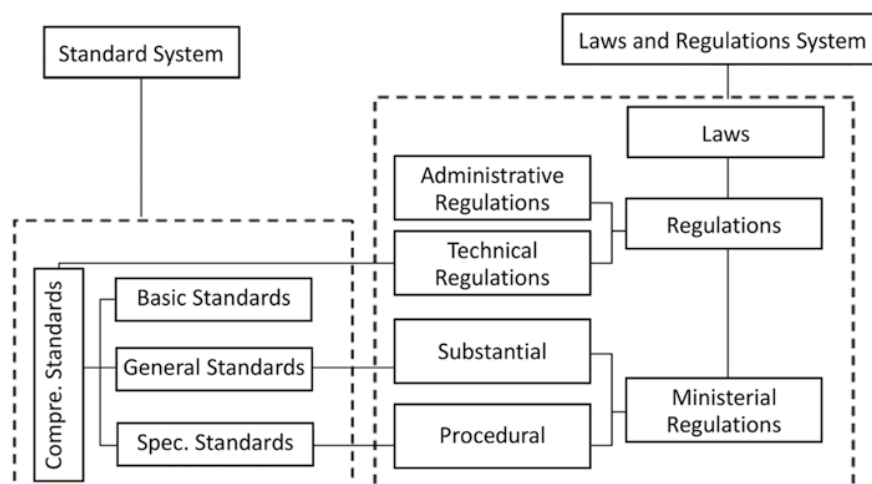 Standard System
Laws and Regulations System
Laws
Administrative
Regulations
Regulations
Technical
Regulations
Compre. Standards
Basic Standards
General Standards
Substantial
Spec. Standards
Procedural
Ministerial
Regulations